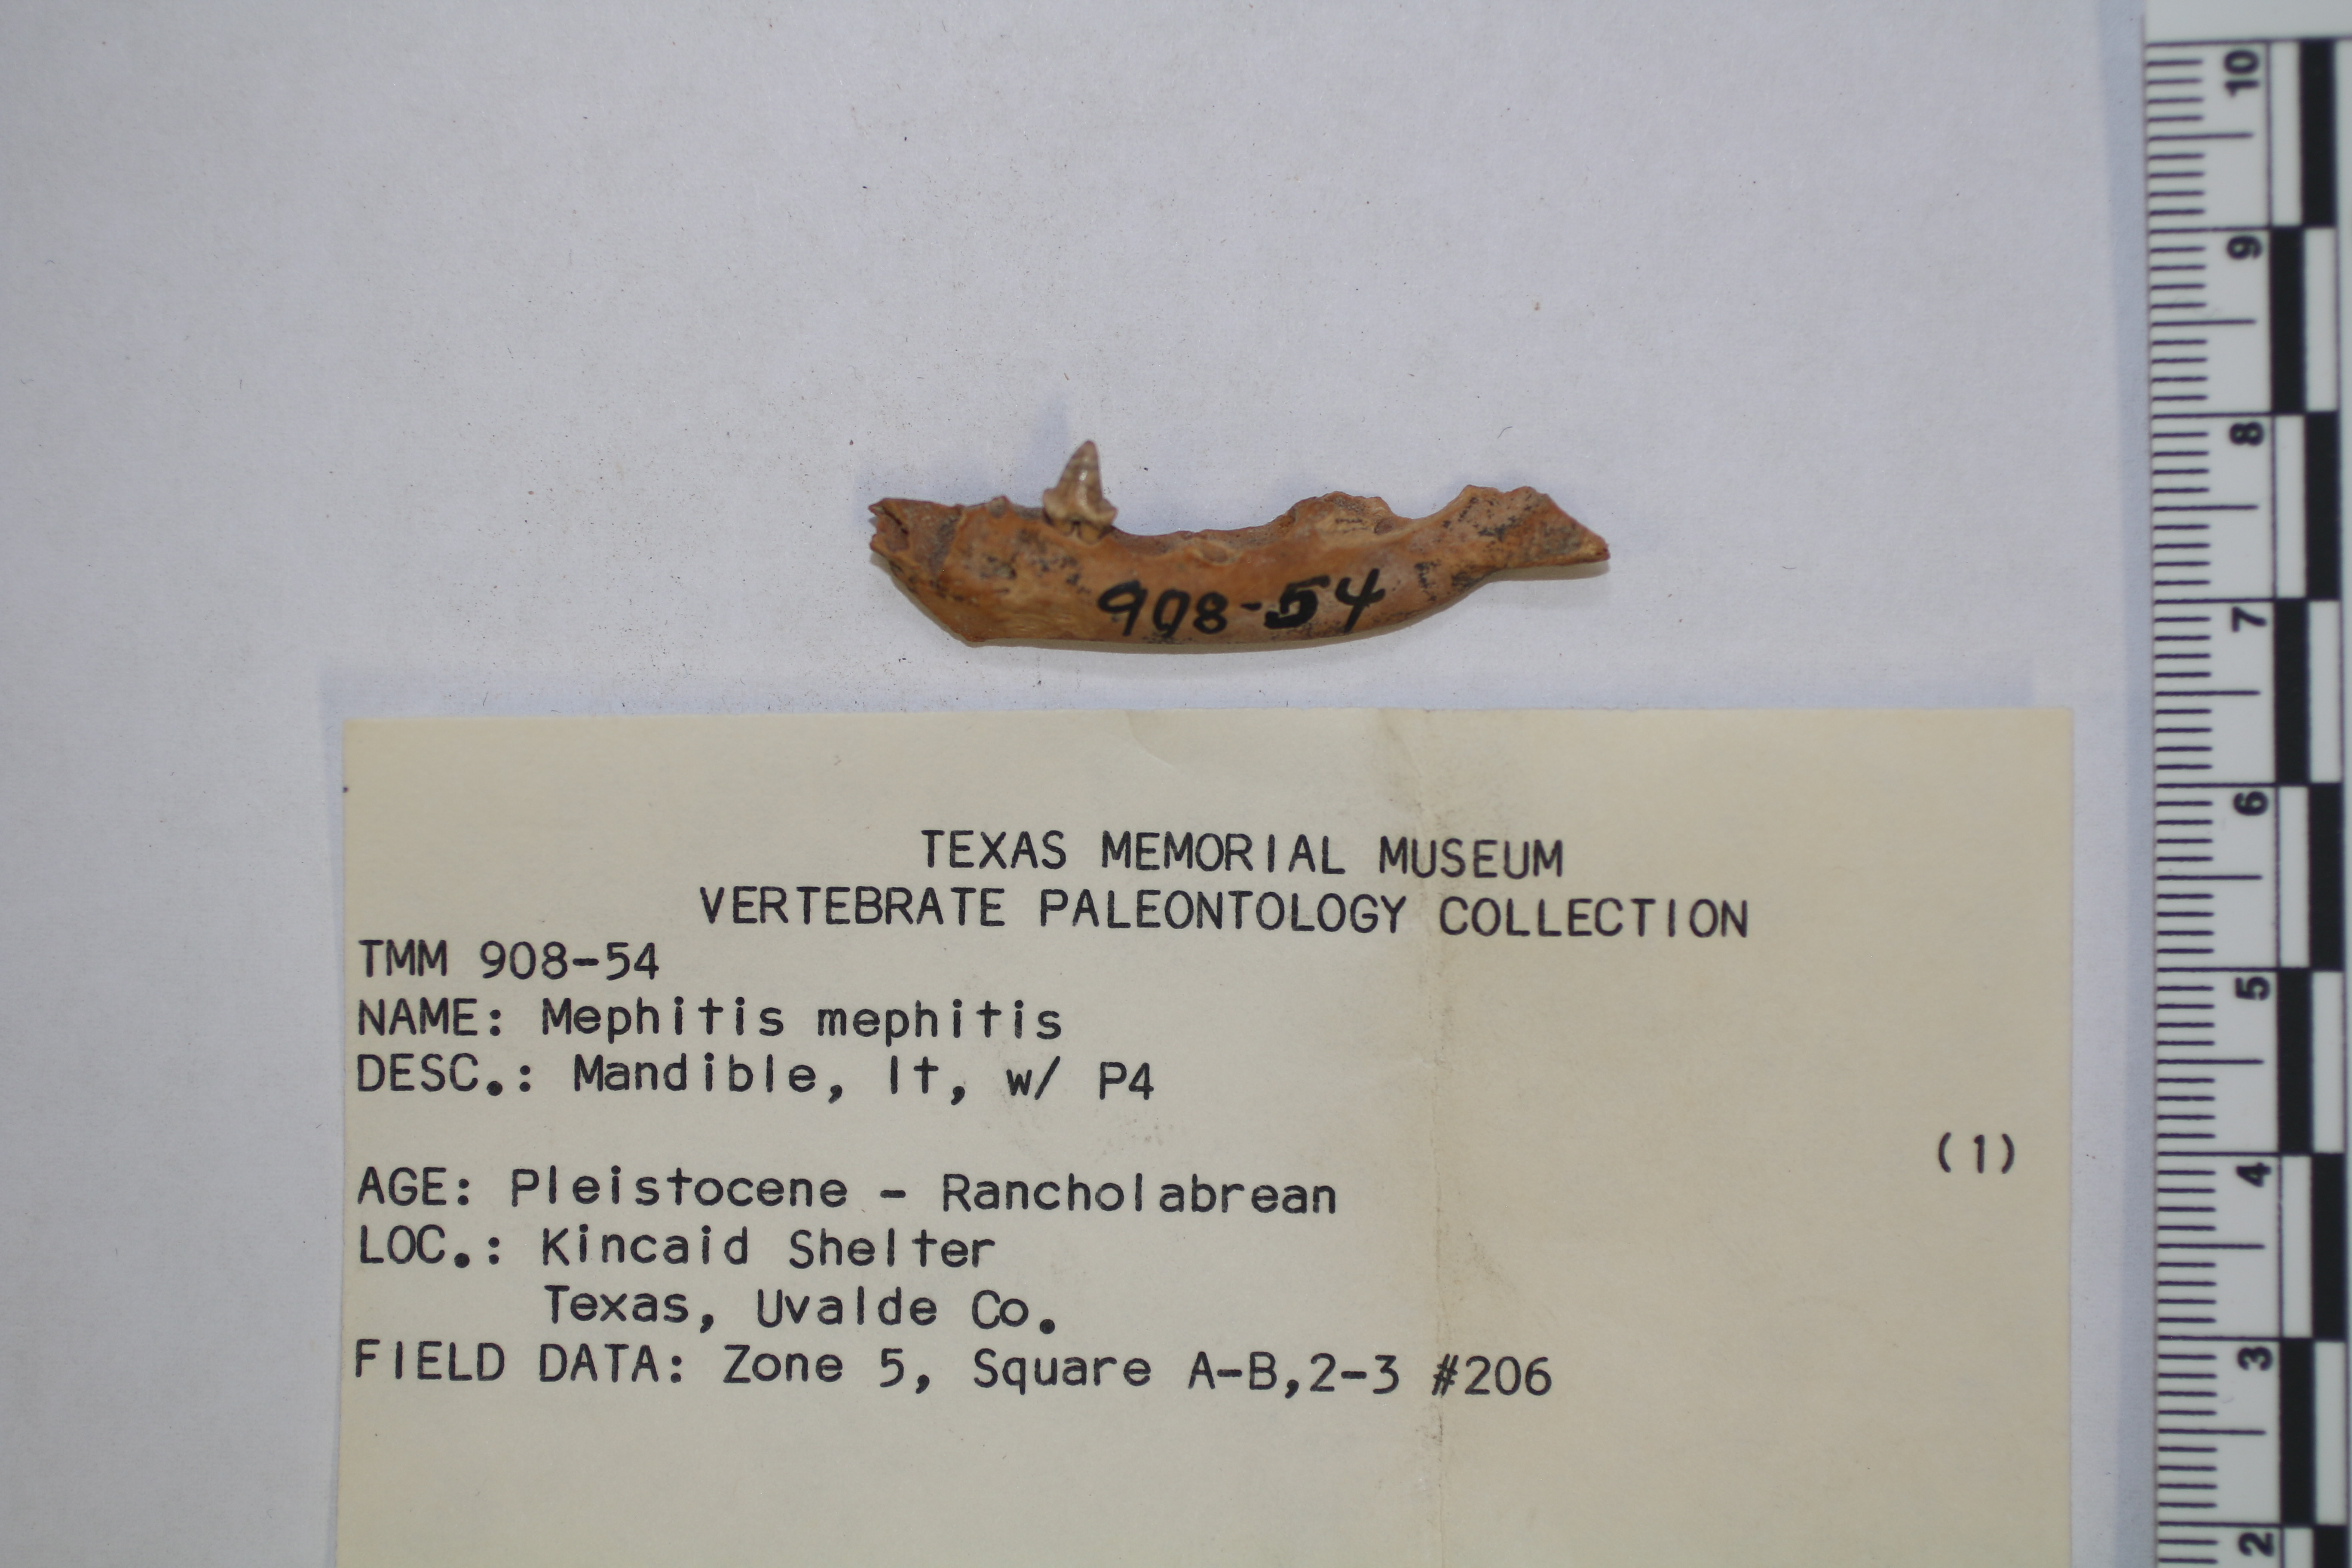 10
9
8
7
6
5
4
3
2
908-54
TEXAS MEMORIAL MUSEUM
VERTEBRATE PALEONTOLOGY COLLECTION
TMM 908-54
NAME: Mephitis mephitis
DESC.: Mandible, lt, w/ P4
(1)
AGE: Pleistocene - Rancholabrean
LOC.: Kincaid Shelter
Texas, Uvalde Co.
FIELD DATA: Zone 5, Square A-B,2-3 #206